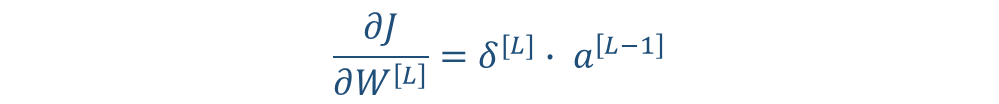 ∂J/∂W^[L] = δ^[L] · a^[L−1]